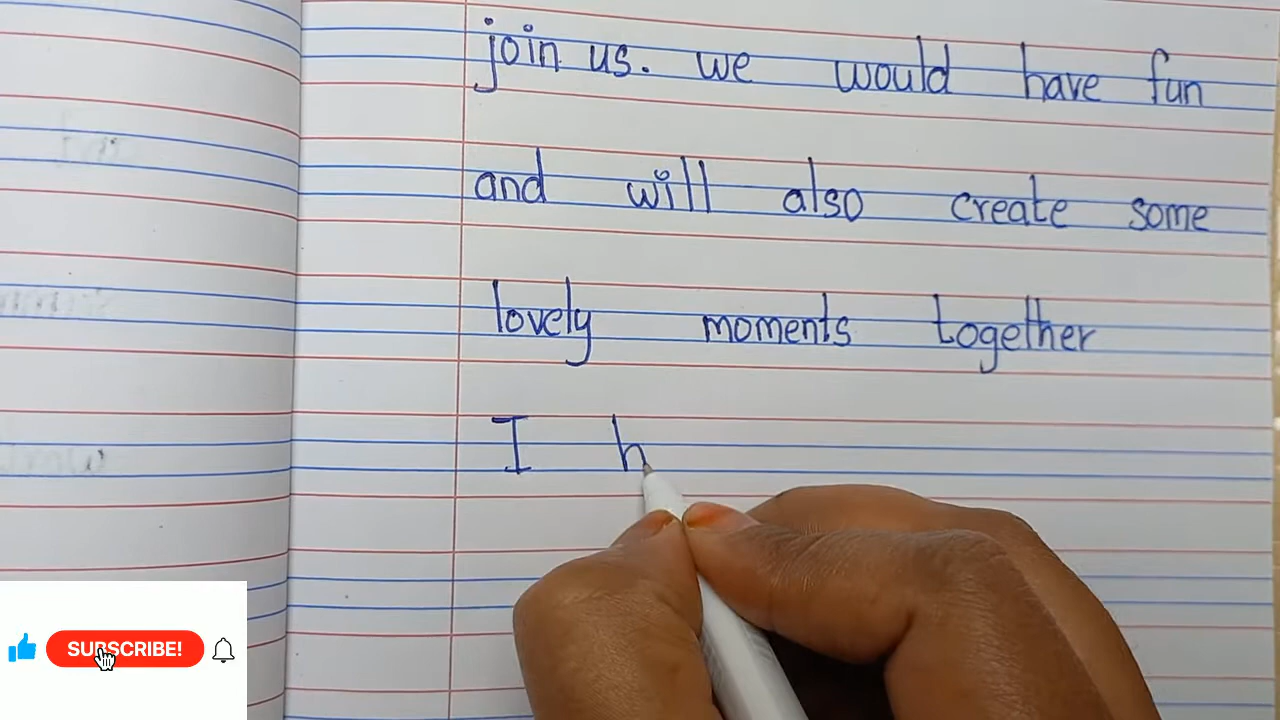 join us. we would have fun
and will also create some
lovely moments together
I h
SUBSCRIBE!